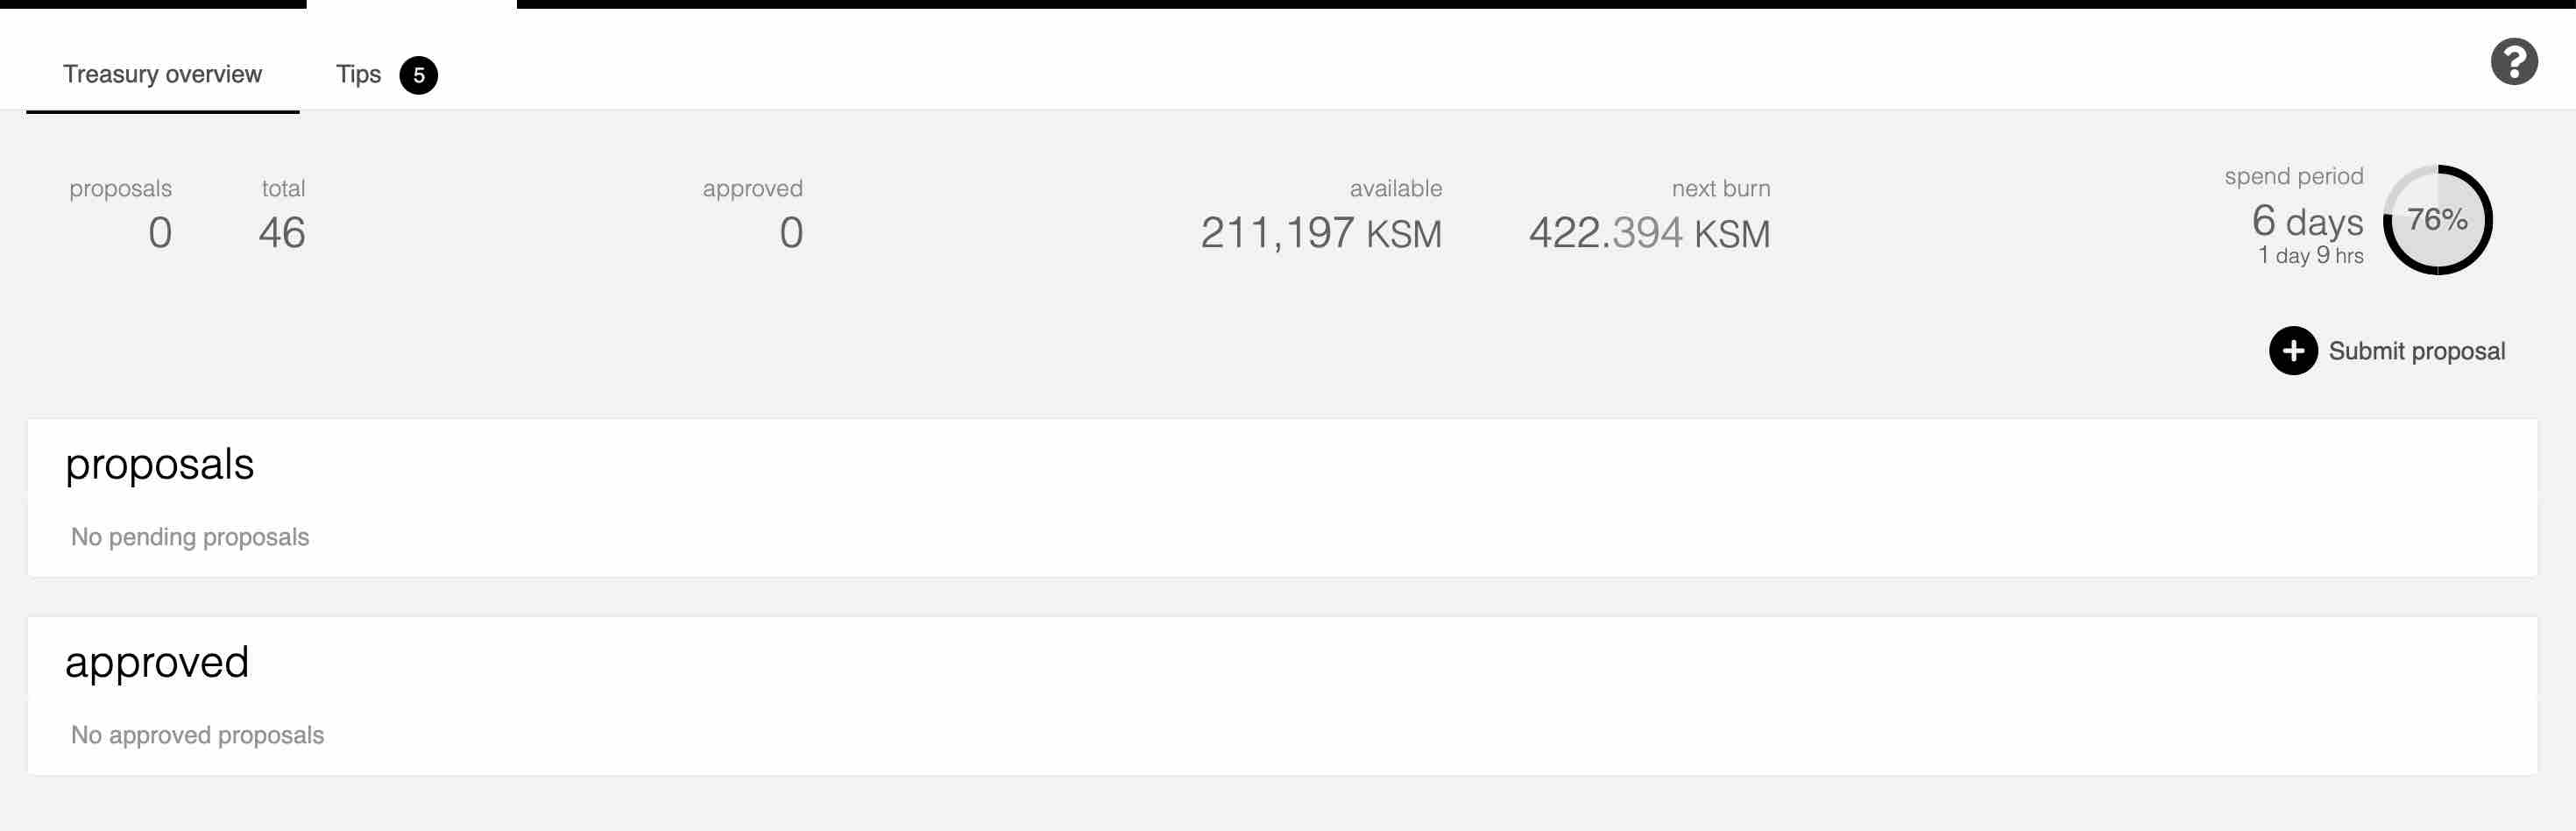 Treasury overview Tips 5 ?
proposals total approved available next burn spend period
0 46 0 211,197 KSM 422.394 KSM 6 days 76%
1 day 9 hrs
Submit proposal
proposals
No pending proposals
approved
No approved proposals